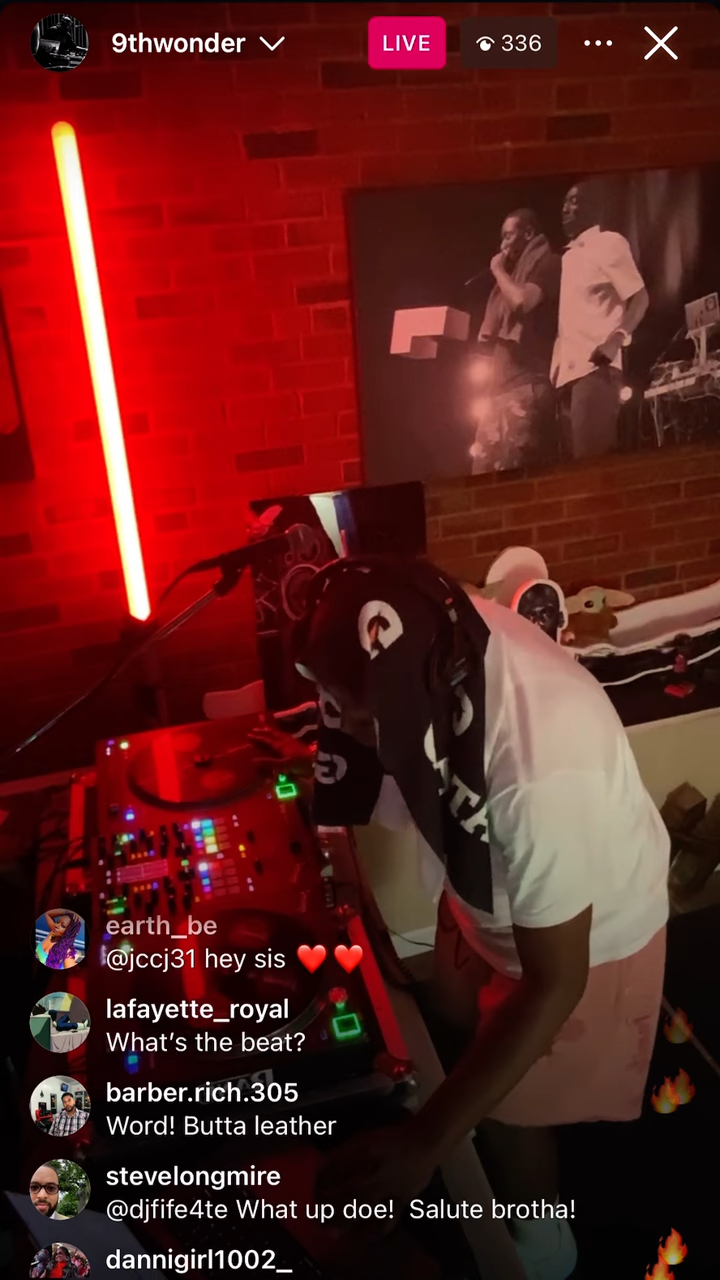 9thwonder
LIVE
336
earth_be
@jccj31 hey sis ❤️❤️
lafayette_royal
What's the beat?
barber.rich.305
Word! Butta leather
stevelongmire
@djfife4te What up doe!  Salute brotha!
dannigirl1002_